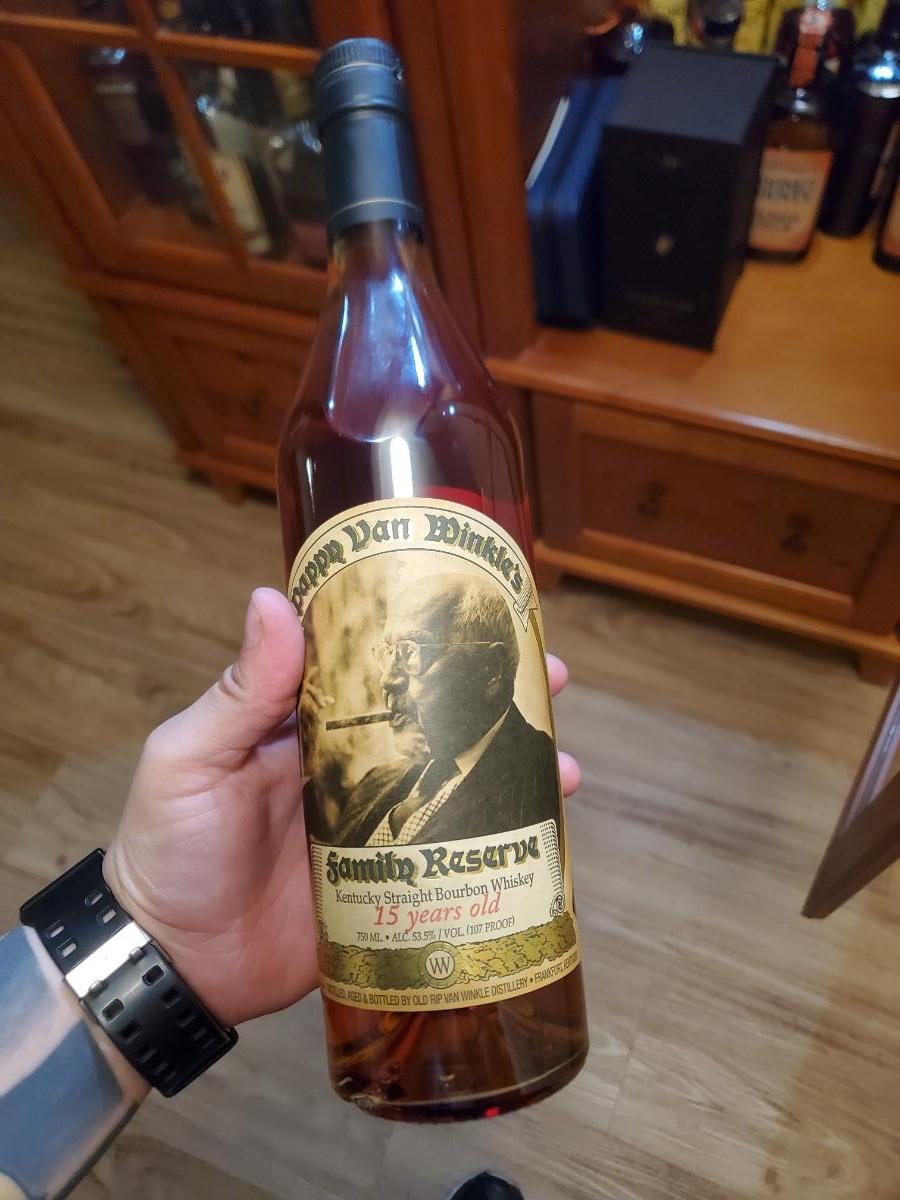 Pappy Van Winkle's
Family Reserve
Kentucky Straight Bourbon Whiskey
15 years old
750 ML. • ALC. 53.5% / VOL. (107 PROOF)
VW
DISTILLED, AGED & BOTTLED BY OLD RIP VAN WINKLE DISTILLERY • FRANKFORT, KENTUCKY